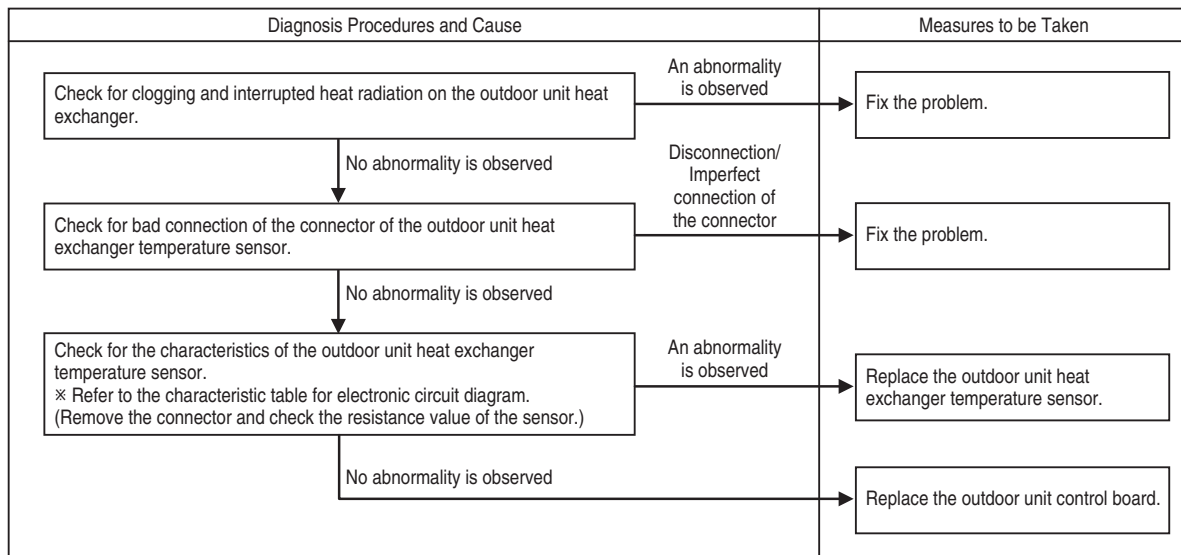 Diagnosis Procedures and Cause
Measures to be Taken
Check for clogging and interrupted heat radiation on the outdoor unit heat
exchanger.
An abnormality
is observed
Fix the problem.
No abnormality is observed
Disconnection/
Imperfect
connection of
the connector
Check for bad connection of the connector of the outdoor unit heat
exchanger temperature sensor.
Fix the problem.
No abnormality is observed
Check for the characteristics of the outdoor unit heat exchanger
temperature sensor.
※ Refer to the characteristic table for electronic circuit diagram.
(Remove the connector and check the resistance value of the sensor.)
An abnormality
is observed
Replace the outdoor unit heat
exchanger temperature sensor.
No abnormality is observed
Replace the outdoor unit control board.